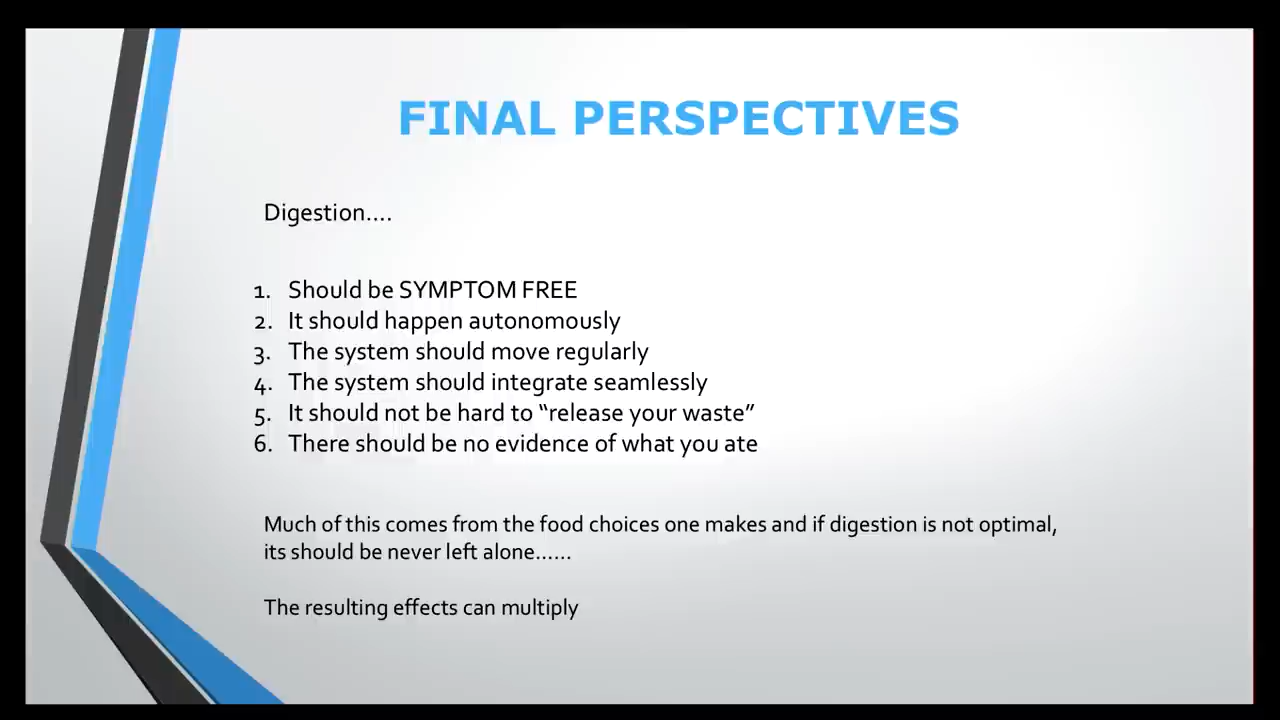 FINAL PERSPECTIVES
Digestion....
1. Should be SYMPTOM FREE
2. It should happen autonomously
3. The system should move regularly
4. The system should integrate seamlessly
5. It should not be hard to “release your waste”
6. There should be no evidence of what you ate
Much of this comes from the food choices one makes and if digestion is not optimal,
its should be never left alone......
The resulting effects can multiply